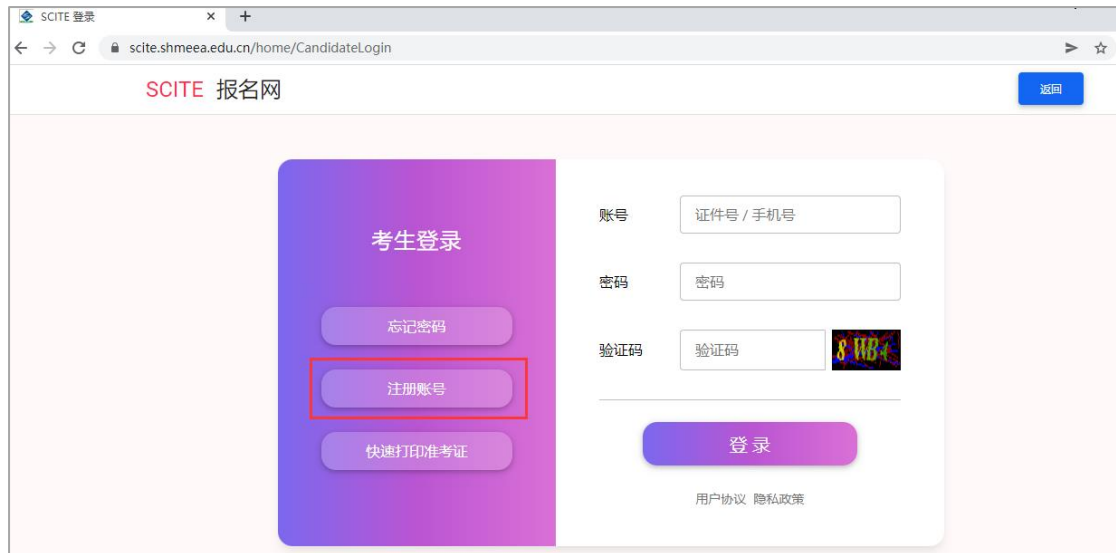 SCITE 登录
scite.shmeea.edu.cn/home/CandidateLogin
SCITE 报名网
返回
考生登录
忘记密码
注册账号
快速打印准考证
账号 证件号 / 手机号
密码 密码
验证码 验证码 8 WB4
登录
用户协议 隐私政策